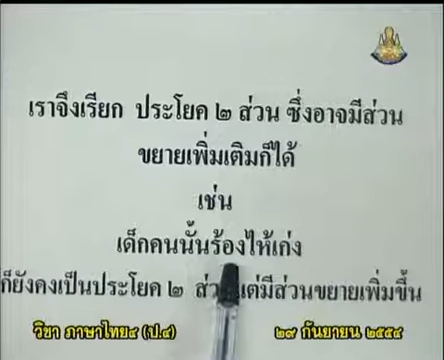 เราจึงเรียก ประโยค ๒ ส่วน ซึ่งอาจมีส่วน
ขยายเพิ่มเติมก็ได้
เช่น
เด็กคนนั้นร้องไห้เก่ง
ก็ยังคงเป็นประโยค ๒ แต่มีส่วนขยายเพิ่มขึ้น
วิชา ภาษาไทย๔ (ป.๔)
๒๙ กันยายน ๒๕๕๔